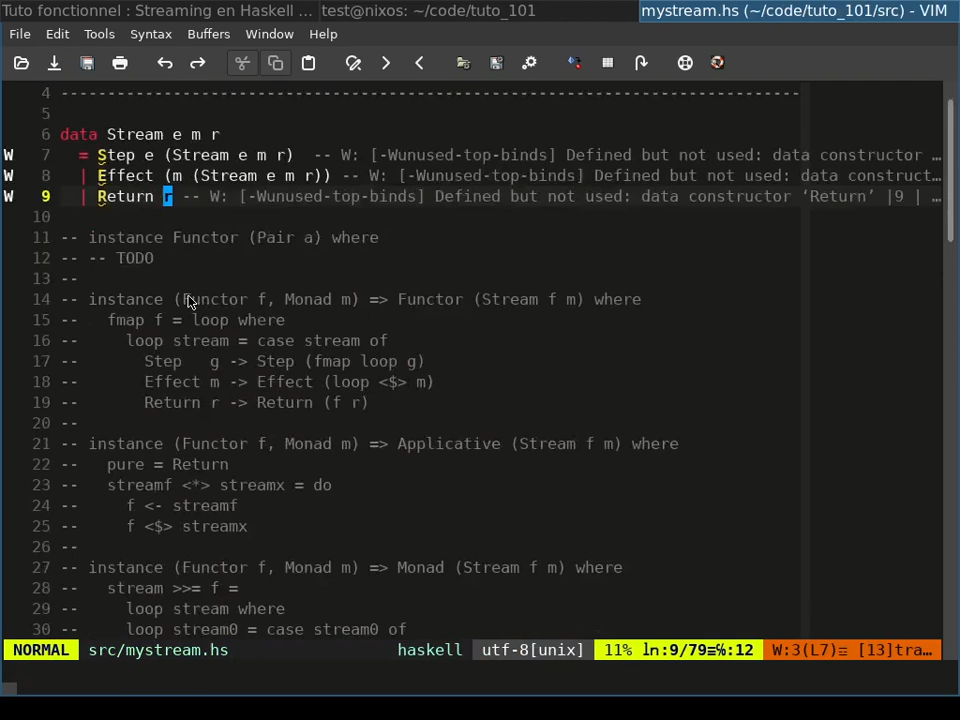 Tuto fonctionnel : Streaming en Haskell ... test@nixos: ~/code/tuto_101 mystream.hs (~/code/tuto_101/src) - VIM
File Edit Tools Syntax Buffers Window Help
4 -------------------------------------------------------------------------------
5
6 data Stream e m r
W 7   = Step e (Stream e m r)  -- W: [-Wunused-top-binds] Defined but not used: data constructor …
W 8   | Effect (m (Stream e m r)) -- W: [-Wunused-top-binds] Defined but not used: data construct…
W 9   | Return r -- W: [-Wunused-top-binds] Defined but not used: data constructor ‘Return’ |9 | …
10
11 -- instance Functor (Pair a) where
12 -- -- TODO
13 --
14 -- instance (Functor f, Monad m) => Functor (Stream f m) where
15 --   fmap f = loop where
16 --     loop stream = case stream of
17 --       Step   g -> Step (fmap loop g)
18 --       Effect m -> Effect (loop <$> m)
19 --       Return r -> Return (f r)
20 --
21 -- instance (Functor f, Monad m) => Applicative (Stream f m) where
22 --   pure = Return
23 --   streamf <*> streamx = do
24 --     f <- streamf
25 --     f <$> streamx
26 --
27 -- instance (Functor f, Monad m) => Monad (Stream f m) where
28 --   stream >>= f =
29 --     loop stream where
30 --     loop stream0 = case stream0 of
NORMAL src/mystream.hs haskell utf-8[unix] 11% ln:9/79≡℅:12 W:3(L7)≡ [13]tra…